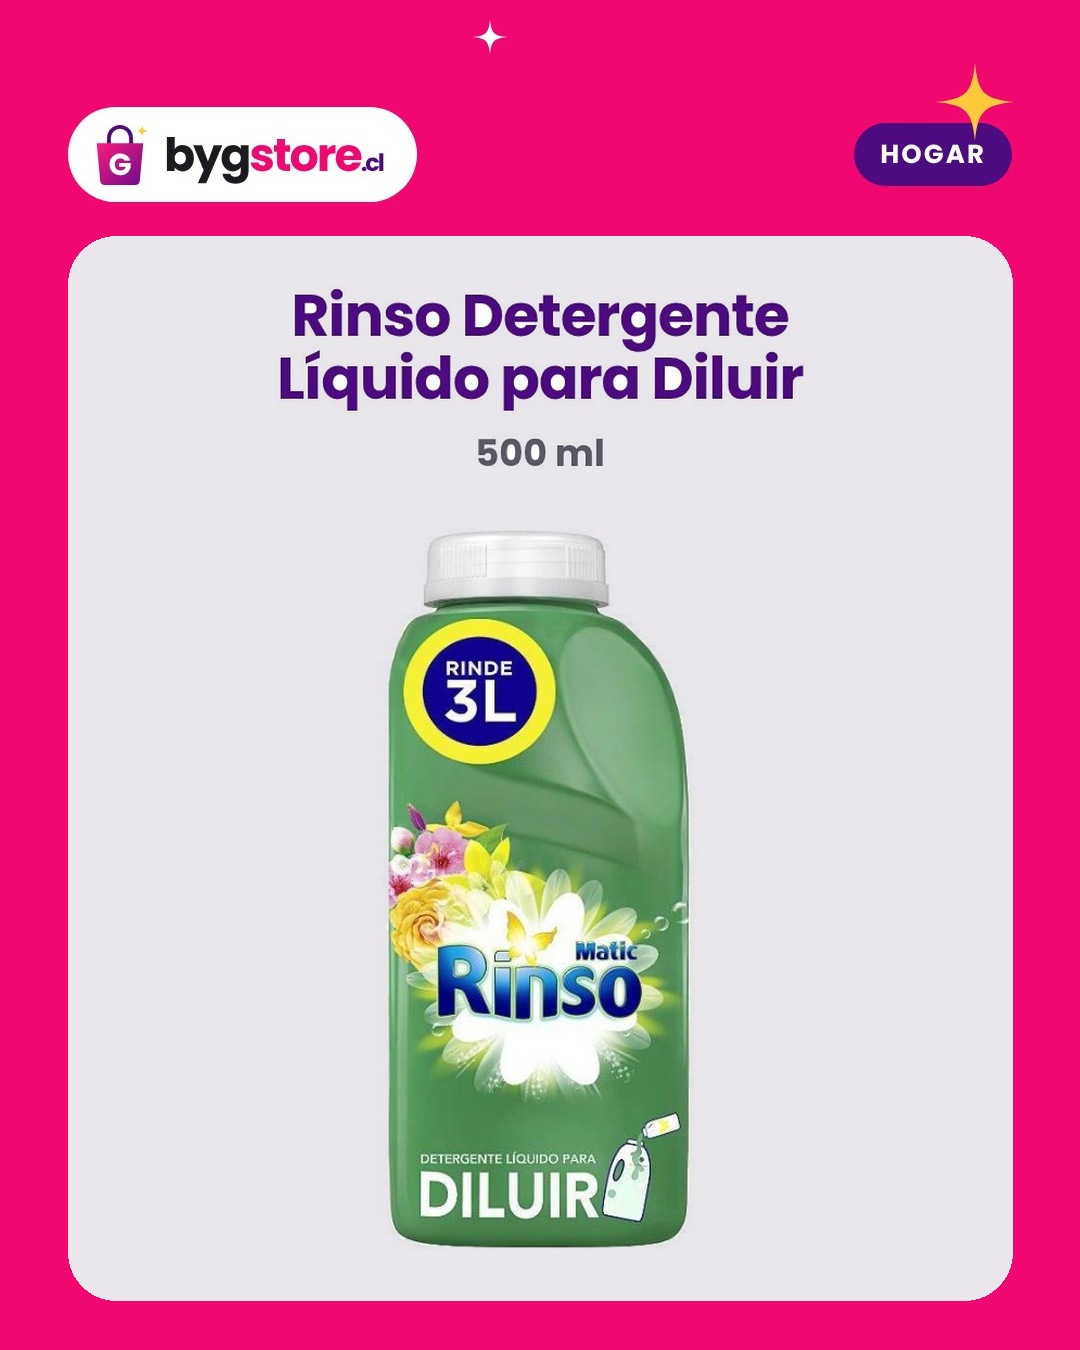 bygstore.cl
HOGAR
G
Rinso Detergente
Líquido para Diluir
500 ml
RINDE
3L
Matic
Rinso
DETERGENTE LÍQUIDO PARA
DILUIR